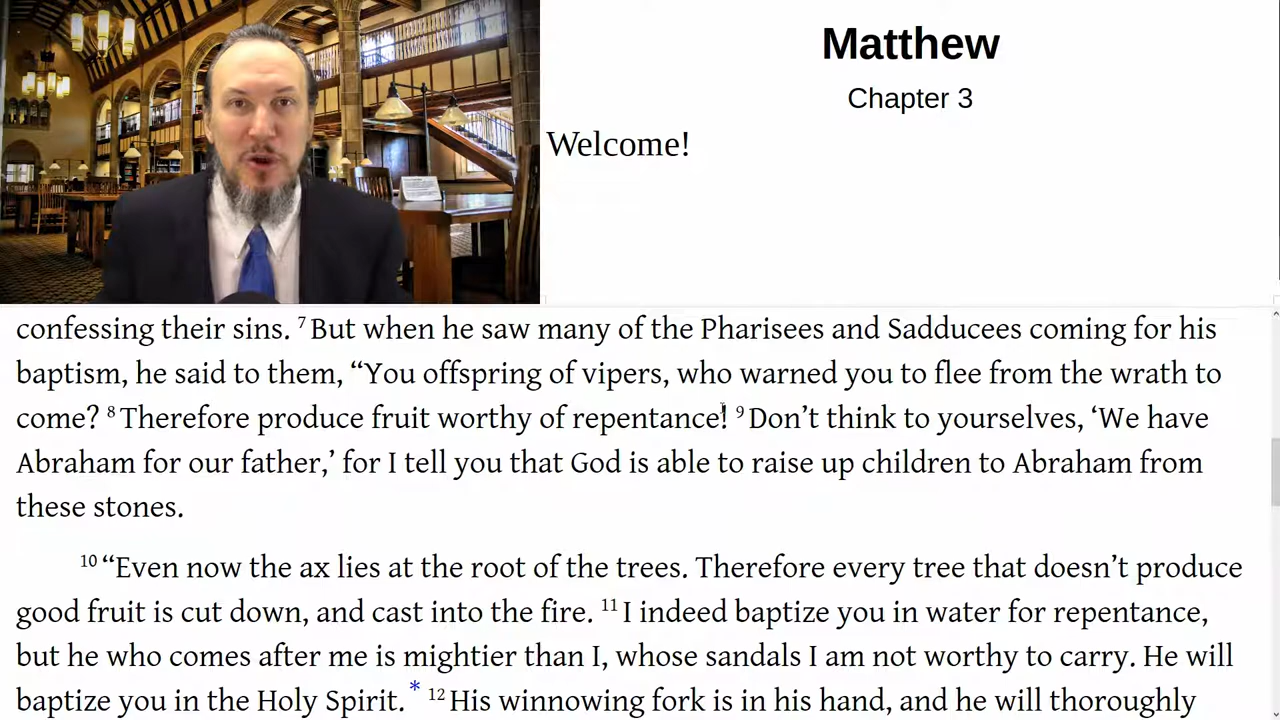 Matthew
Chapter 3
Welcome!
confessing their sins. 7 But when he saw many of the Pharisees and Sadducees coming for his
baptism, he said to them, “You offspring of vipers, who warned you to flee from the wrath to
come? 8 Therefore produce fruit worthy of repentance! 9 Don’t think to yourselves, ‘We have
Abraham for our father,’ for I tell you that God is able to raise up children to Abraham from
these stones.
10 “Even now the ax lies at the root of the trees. Therefore every tree that doesn’t produce
good fruit is cut down, and cast into the fire. 11 I indeed baptize you in water for repentance,
but he who comes after me is mightier than I, whose sandals I am not worthy to carry. He will
baptize you in the Holy Spirit.* 12 His winnowing fork is in his hand, and he will thoroughly